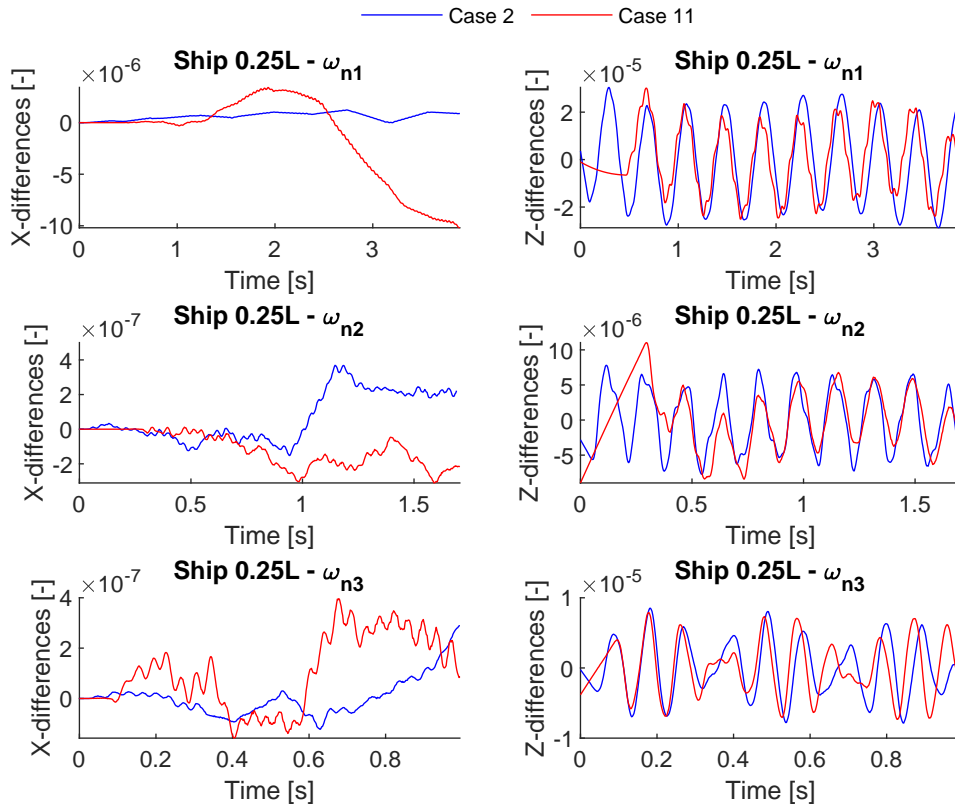 Case 2 Case 11
Ship 0.25L - ωn1
×10-6
X-differences [-]
0
-5
-10
0 1 2 3
Time [s]
Ship 0.25L - ωn1
×10-5
Z-differences [-]
2
0
-2
0 1 2 3
Time [s]
Ship 0.25L - ωn2
×10-7
X-differences [-]
4
2
0
-2
0 0.5 1 1.5
Time [s]
Ship 0.25L - ωn2
×10-6
Z-differences [-]
10
5
0
-5
0 0.5 1 1.5
Time [s]
Ship 0.25L - ωn3
×10-7
X-differences [-]
4
2
0
0 0.2 0.4 0.6 0.8
Time [s]
Ship 0.25L - ωn3
×10-5
Z-differences [-]
1
0
-1
0 0.2 0.4 0.6 0.8
Time [s]